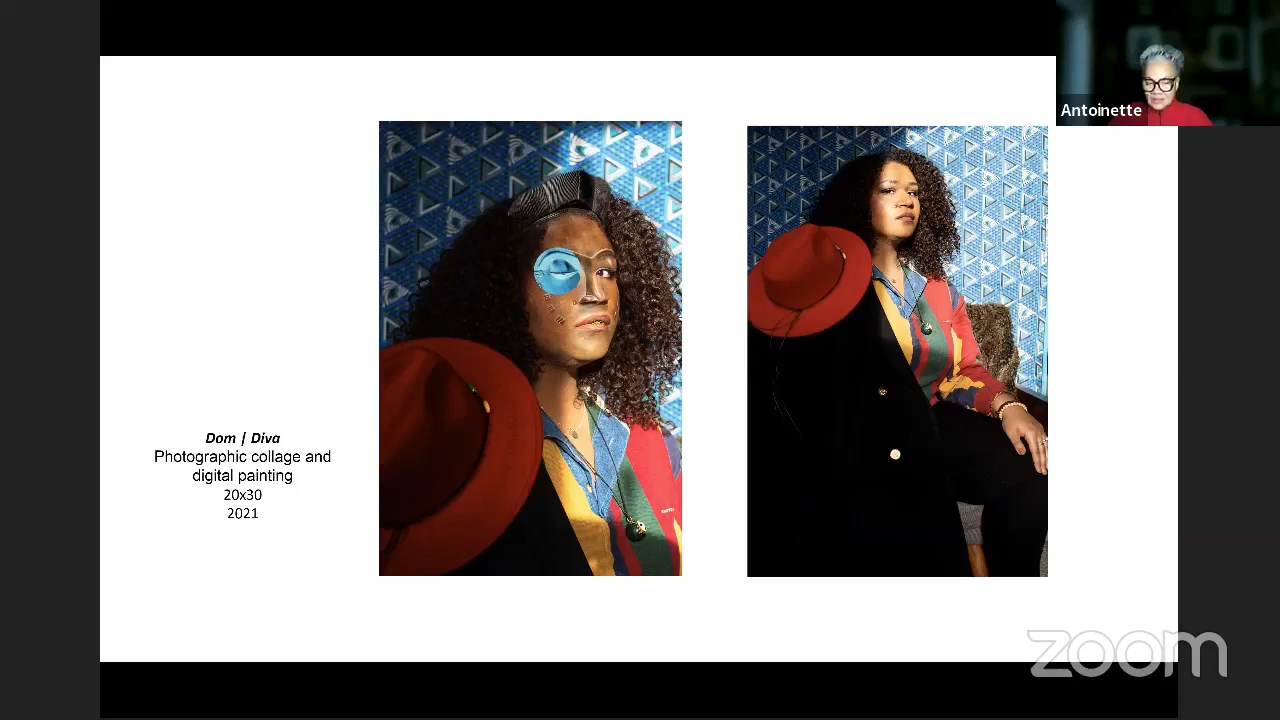 Antoinette
Dom | Diva
Photographic collage and
digital painting
20x30
2021
zoom